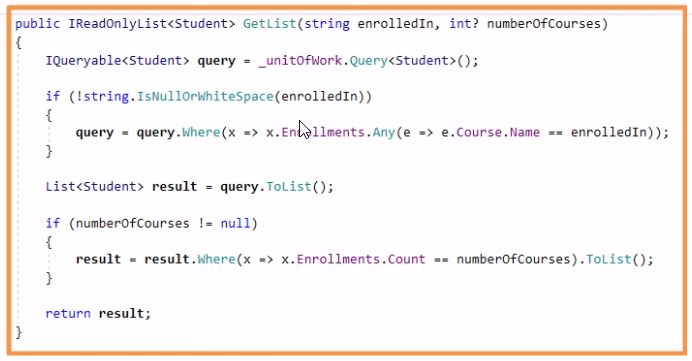 public IReadOnlyList<Student> GetList(string enrolledIn, int? numberOfCourses)
{
    IQueryable<Student> query = _unitOfWork.Query<Student>();
    if (!string.IsNullOrWhiteSpace(enrolledIn))
    {
        query = query.Where(x => x.Enrollments.Any(e => e.Course.Name == enrolledIn));
    }
    List<Student> result = query.ToList();
    if (numberOfCourses != null)
    {
        result = result.Where(x => x.Enrollments.Count == numberOfCourses).ToList();
    }
    return result;
}